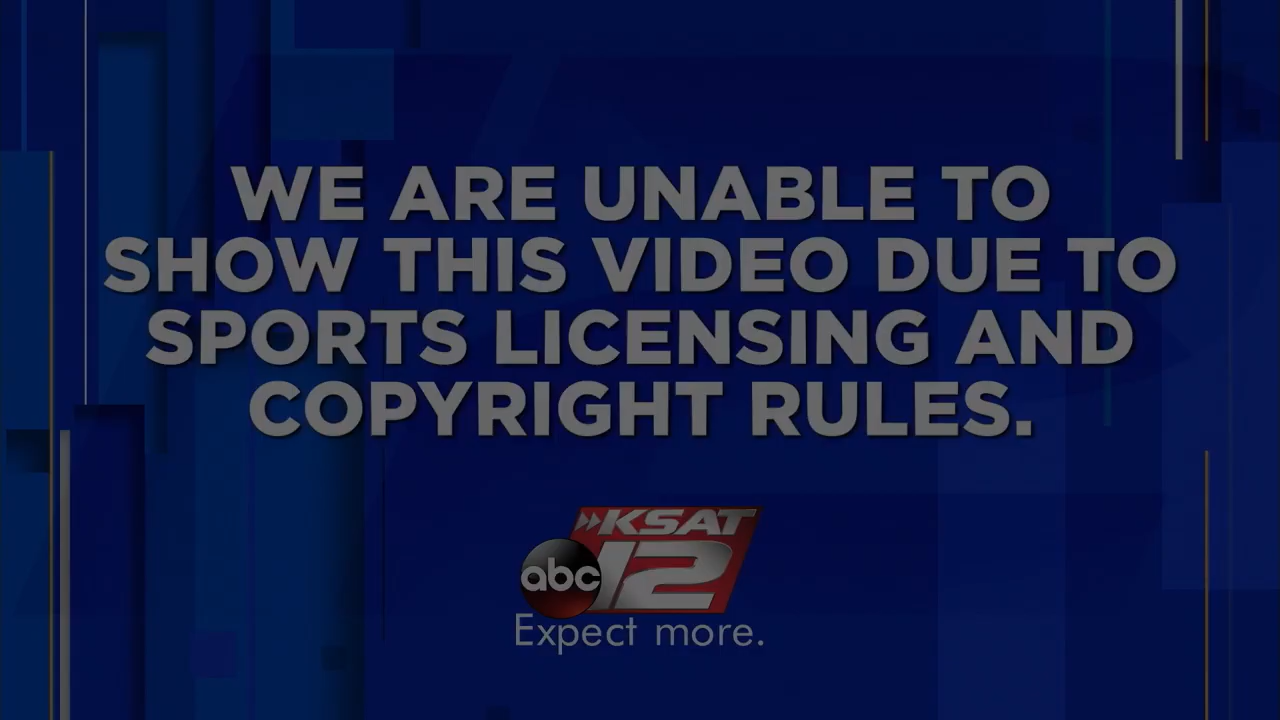 WE ARE UNABLE TO
SHOW THIS VIDEO DUE TO
SPORTS LICENSING AND
COPYRIGHT RULES.
KSAT
abc 12
Expect more.